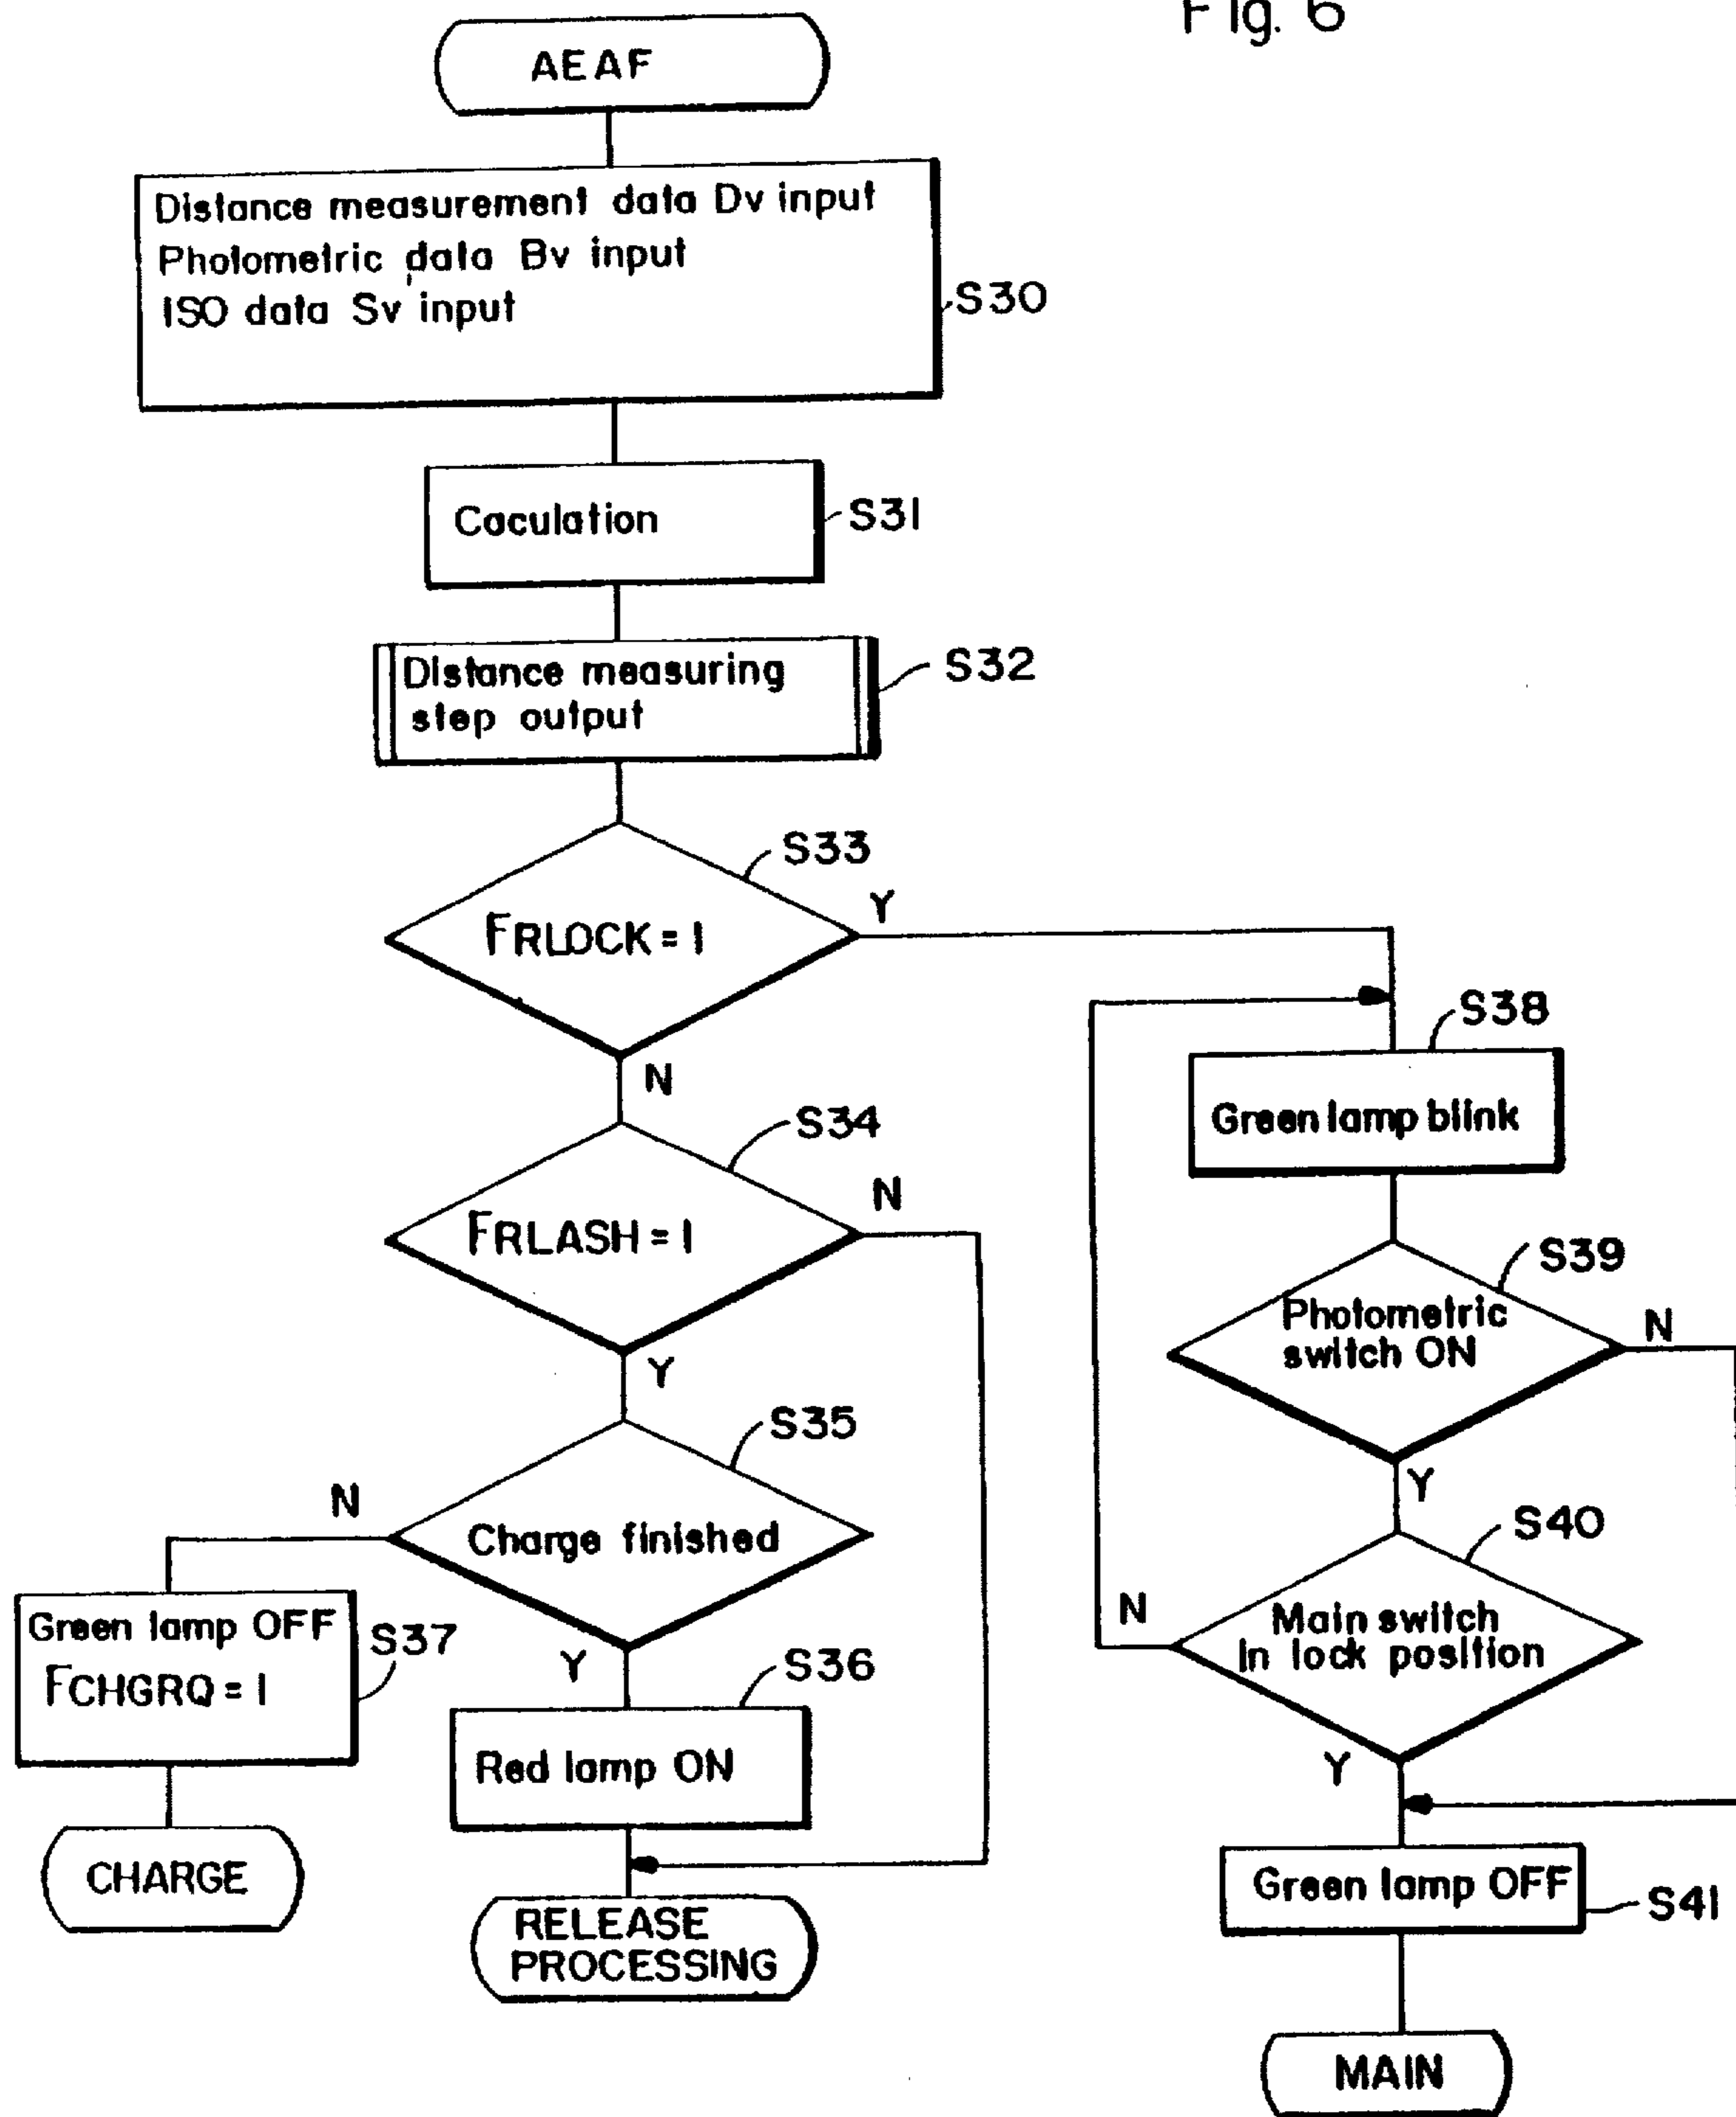 Fig. 6
AEAF
Distance measurement data Dv input
Photometric data Bv input
ISO data Sv input
S30
Caculation
S31
Distance measuring
step output
S32
S33
FRLOCK = 1
Y
N
S34
FRLASH = 1
N
Y
S35
Charge finished
N
Y
Green lamp OFF
FCHGRQ = 1
S37
CHARGE
S36
Red lamp ON
RELEASE
PROCESSING
S38
Green lamp blink
S39
Photometric
switch ON
N
Y
S40
Main switch
In lock position
N
Y
Green lamp OFF
S41
MAIN